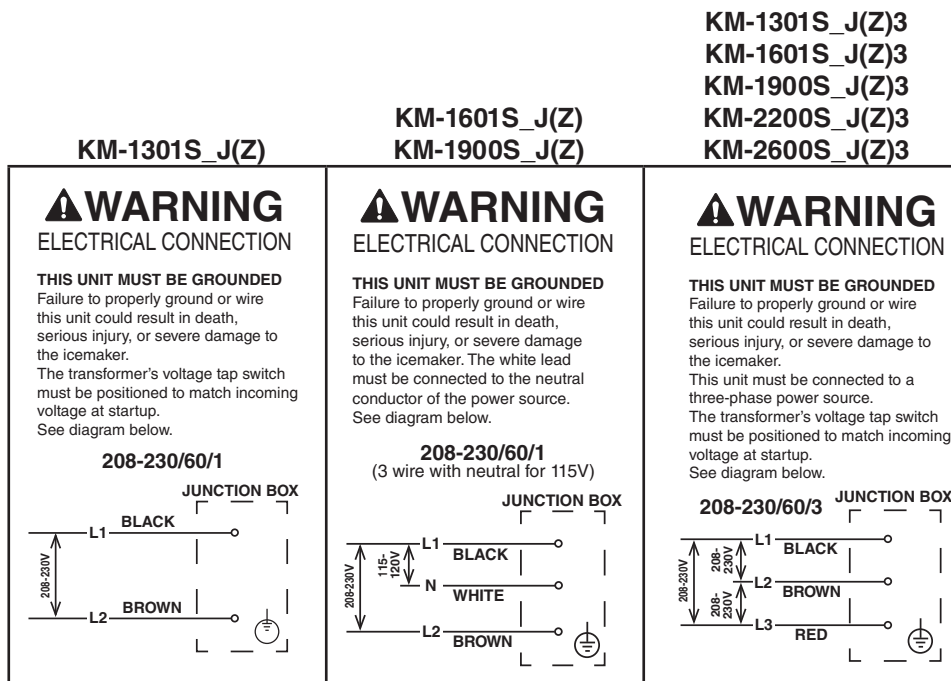 KM-1301S_J(Z)
WARNING
ELECTRICAL CONNECTION
THIS UNIT MUST BE GROUNDED
Failure to properly ground or wire
this unit could result in death,
serious injury, or severe damage to
the icemaker.
The transformer’s voltage tap switch
must be positioned to match incoming
voltage at startup.
See diagram below.
208-230/60/1
JUNCTION BOX
L1 BLACK
208-230V
L2 BROWN
KM-1601S_J(Z)
KM-1900S_J(Z)
WARNING
ELECTRICAL CONNECTION
THIS UNIT MUST BE GROUNDED
Failure to properly ground or wire
this unit could result in death,
serious injury, or severe damage
to the icemaker. The white lead
must be connected to the neutral
conductor of the power source.
See diagram below.
208-230/60/1
(3 wire with neutral for 115V)
JUNCTION BOX
L1 BLACK
208-230V
115-
120V
N WHITE
L2 BROWN
KM-1301S_J(Z)3
KM-1601S_J(Z)3
KM-1900S_J(Z)3
KM-2200S_J(Z)3
KM-2600S_J(Z)3
WARNING
ELECTRICAL CONNECTION
THIS UNIT MUST BE GROUNDED
Failure to properly ground or wire
this unit could result in death,
serious injury, or severe damage to
the icemaker.
This unit must be connected to a
three-phase power source.
The transformer’s voltage tap switch
must be positioned to match incoming
voltage at startup.
See diagram below.
208-230/60/3
JUNCTION BOX
L1 BLACK
208-230V
208-
230V
L2 BROWN
208-
230V
L3 RED